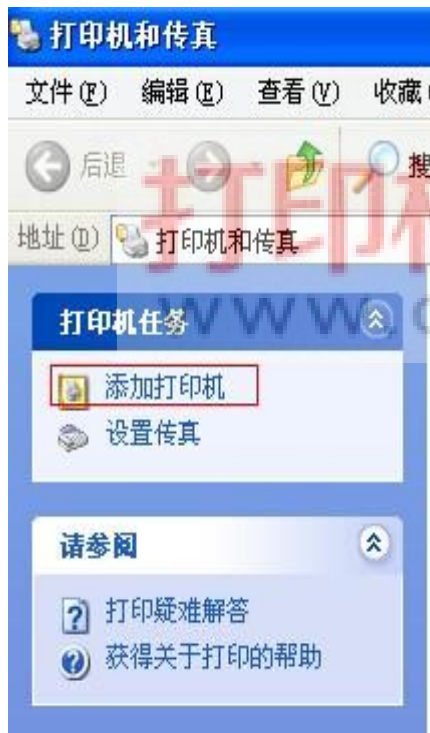 打印机和传真
文件(F) 编辑(E) 查看(V) 收藏
后退 搜
地址(D) 打印机和传真
打印
www.
打印机任务
添加打印机
设置传真
请参阅
打印疑难解答
获得关于打印的帮助